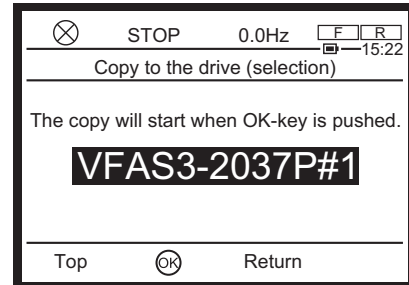 STOP 0.0Hz F R
15:22
Copy to the drive (selection)
The copy will start when OK-key is pushed.
VFAS3-2037P#1
Top OK Return